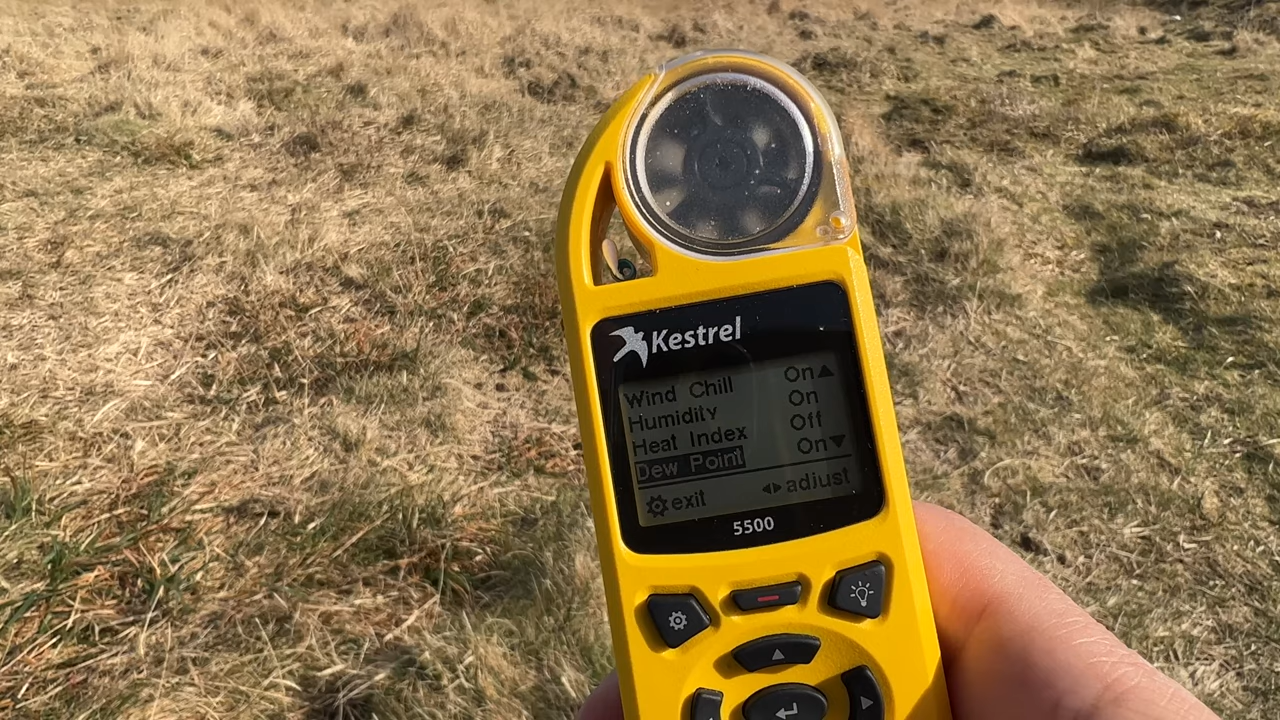 Kestrel
Wind Chill On▲
Humidity On
Heat Index Off
Dew Point On▼
exit ◂▸adjust
5500